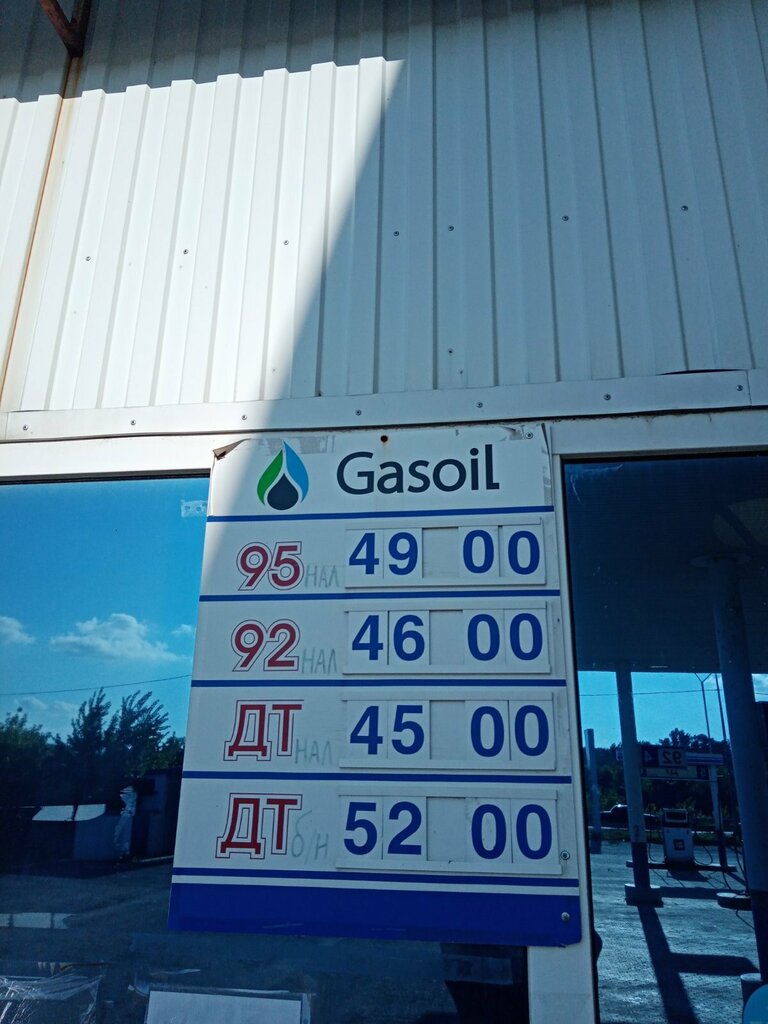 Gasoil
95 НАЛ 49 00
92 НАЛ 46 00
ДТ НАЛ 45 00
ДТ б/н 52 00